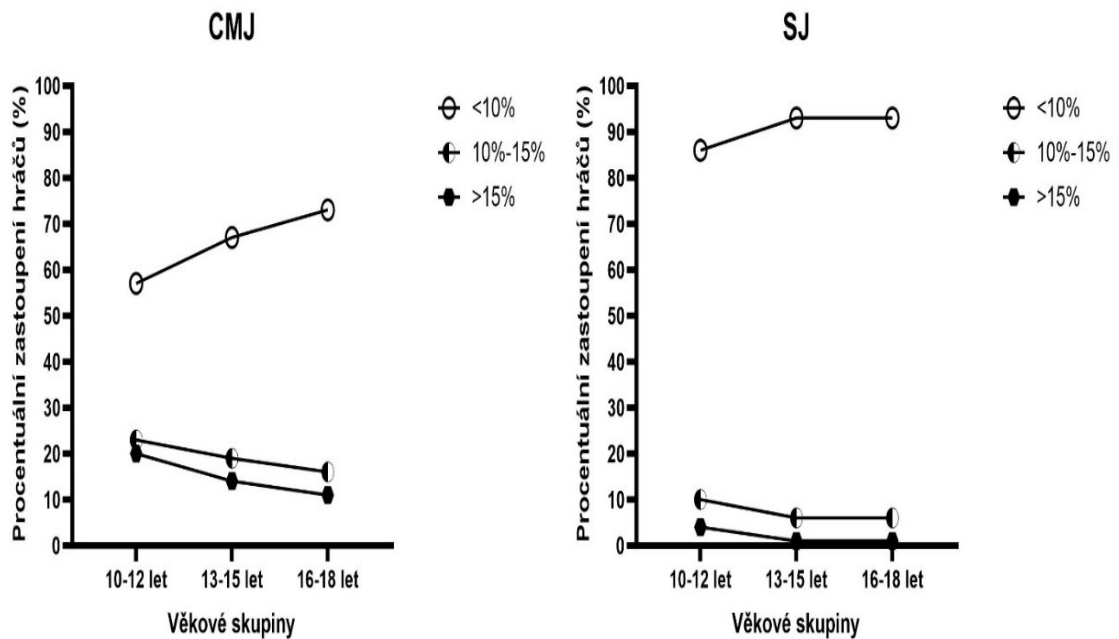 CMJ
Procentuální zastoupení hráčů (%)
100
90
80
70
60
50
40
30
20
10
0
10-12 let
13-15 let
16-18 let
Věkové skupiny
<10%
10%-15%
>15%
SJ
Procentuální zastoupení hráčů (%)
100
90
80
70
60
50
40
30
20
10
0
10-12 let
13-15 let
16-18 let
Věkové skupiny
<10%
10%-15%
>15%